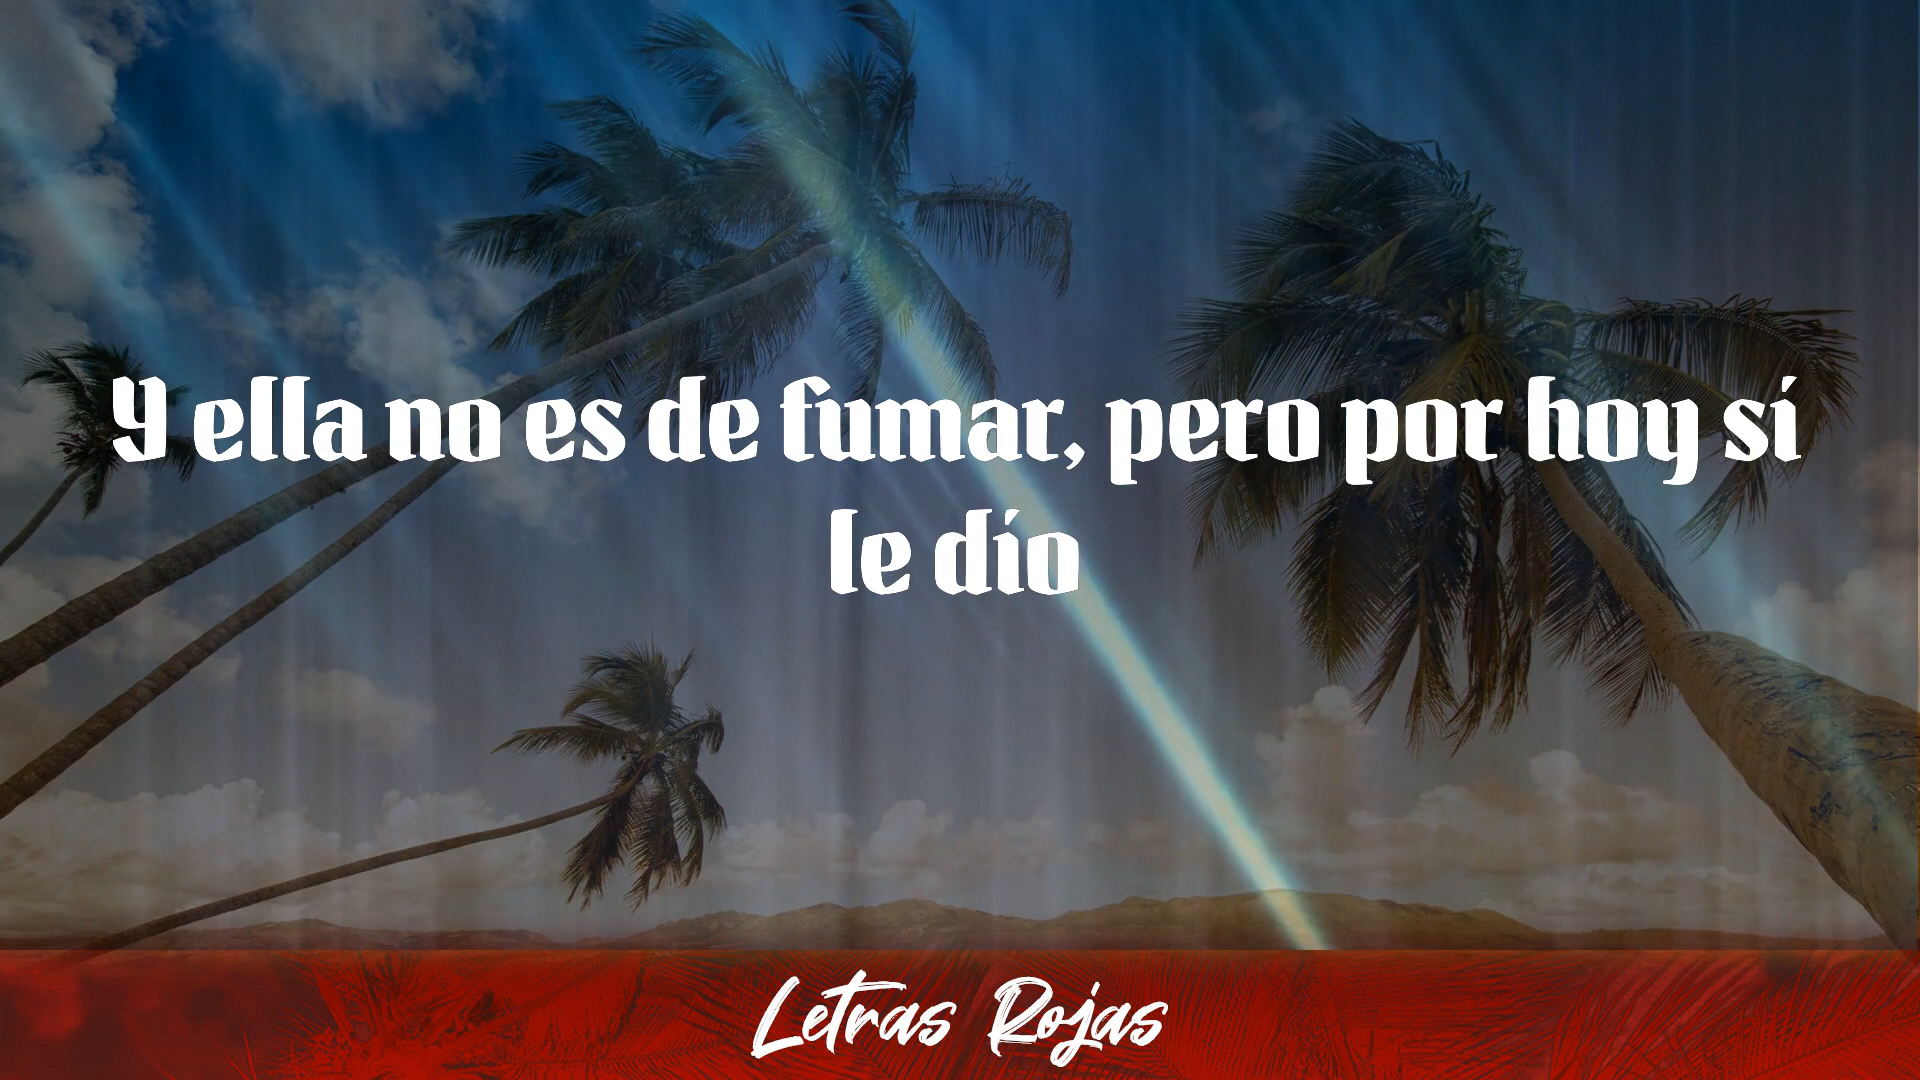 Y ella no es de fumar, pero por hoy sí
le dio
Letras Rojas